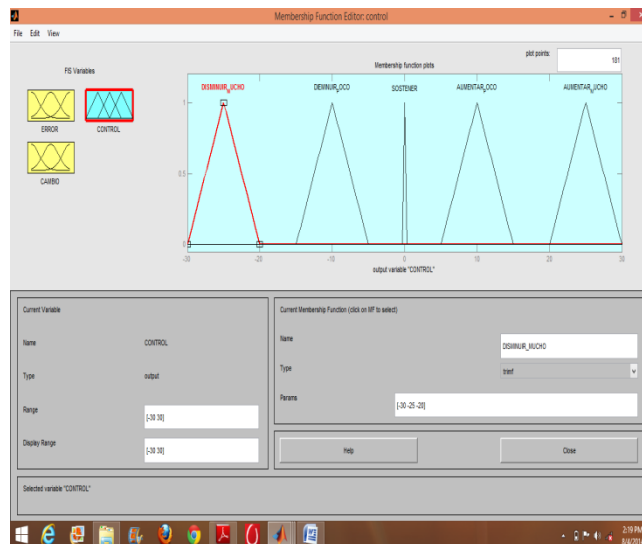 Membership Function Editor: control
File Edit View
FIS Variables
ERROR
CONTROL
CAMBIO
plot points:
181
Membership function plots
DISMINUIR_MUCHO
DEMINUIR_POCO
SOSTENER
AUMENTAR_POCO
AUMENTAR_MUCHO
1
0.5
0
-30 -20 -10 0 10 20 30
output variable "CONTROL"
Current Variable
Name CONTROL
Type output
Range [-30 30]
Display Range [-30 30]
Current Membership Function (click on MF to select)
Name DISMINUIR_MUCHO
Type trimf
Params [-30 -25 -20]
Help
Close
Selected variable "CONTROL"
2:19 PM